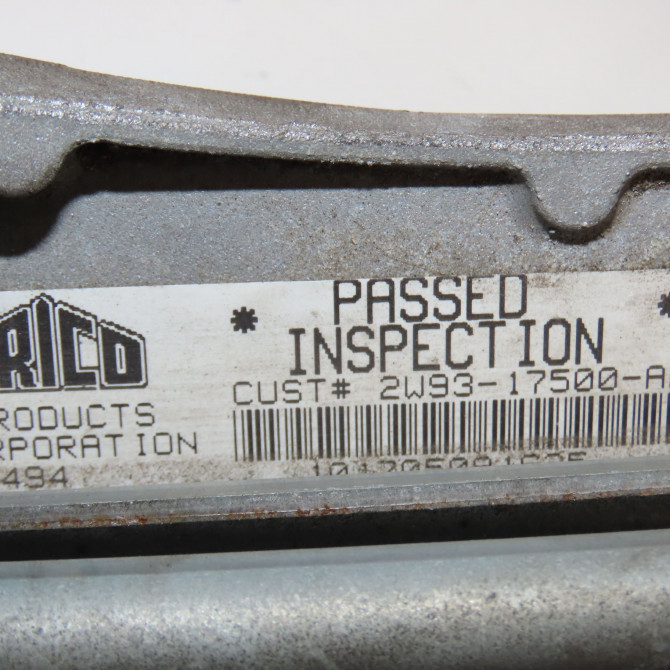 RICO
RODUCTS
RPORATION
494
* PASSED *
INSPECTION
CUST# 2W93-17500-A